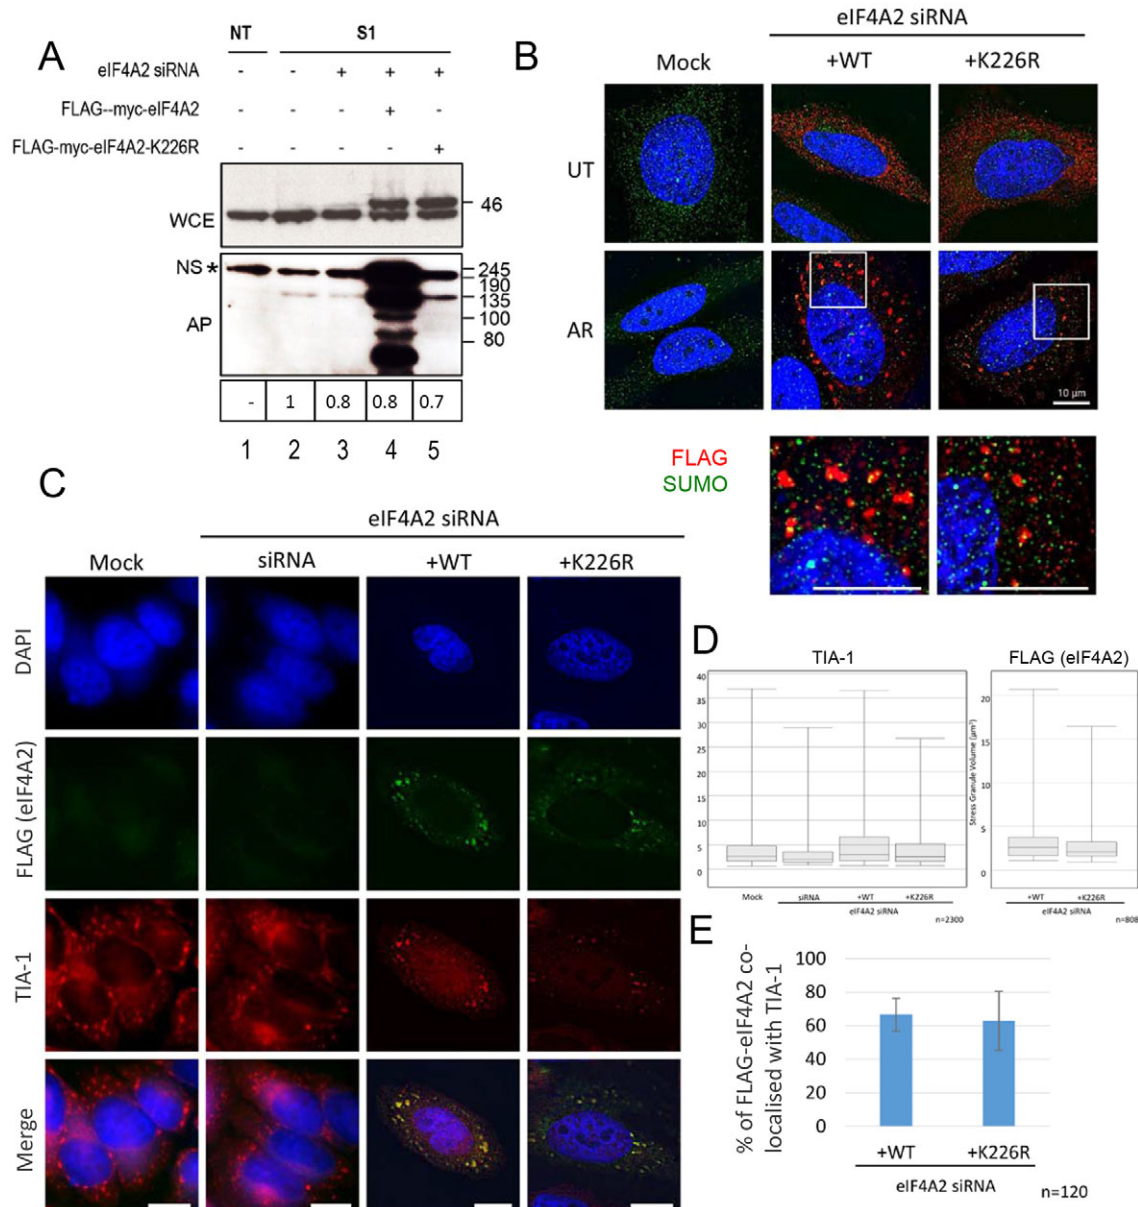 A
NT S1
eIF4A2 siRNA - - + + +
FLAG--myc-eIF4A2 - - - + -
FLAG-myc-eIF4A2-K226R - - - - +
WCE 46
NS * 245
190
135
AP 100
80
- 1 0.8 0.8 0.7
1 2 3 4 5
B
eIF4A2 siRNA
Mock +WT +K226R
UT
AR
10 µm
FLAG
SUMO
C
eIF4A2 siRNA
Mock siRNA +WT +K226R
DAPI
FLAG (eIF4A2)
TIA-1
Merge
D
TIA-1
40
35
30
25
20
15
10
5
0
Mock siRNA +WT +K226R
eIF4A2 siRNA
n=2300
FLAG (eIF4A2)
Stress Granule Volume (µm³)
20
15
10
5
0
+WT +K226R
eIF4A2 siRNA
n=808
E
% of FLAG-eIF4A2 co-
localised with TIA-1
100
80
60
40
20
0
+WT +K226R
eIF4A2 siRNA
n=120